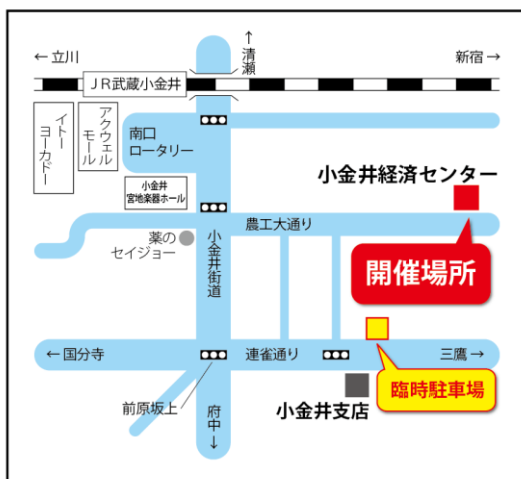 ← 立川
↑
清瀬
新宿 →
JR武蔵小金井
イトー
ヨーカドー
アクウェル
モール
南口
ロータリー
小金井
宮地楽器ホール
小金井経済センター
農工大通り
薬の
セイジョー
小金井街道
開催場所
← 国分寺
連雀通り
三鷹 →
臨時駐車場
前原坂上
府中
↓
小金井支店